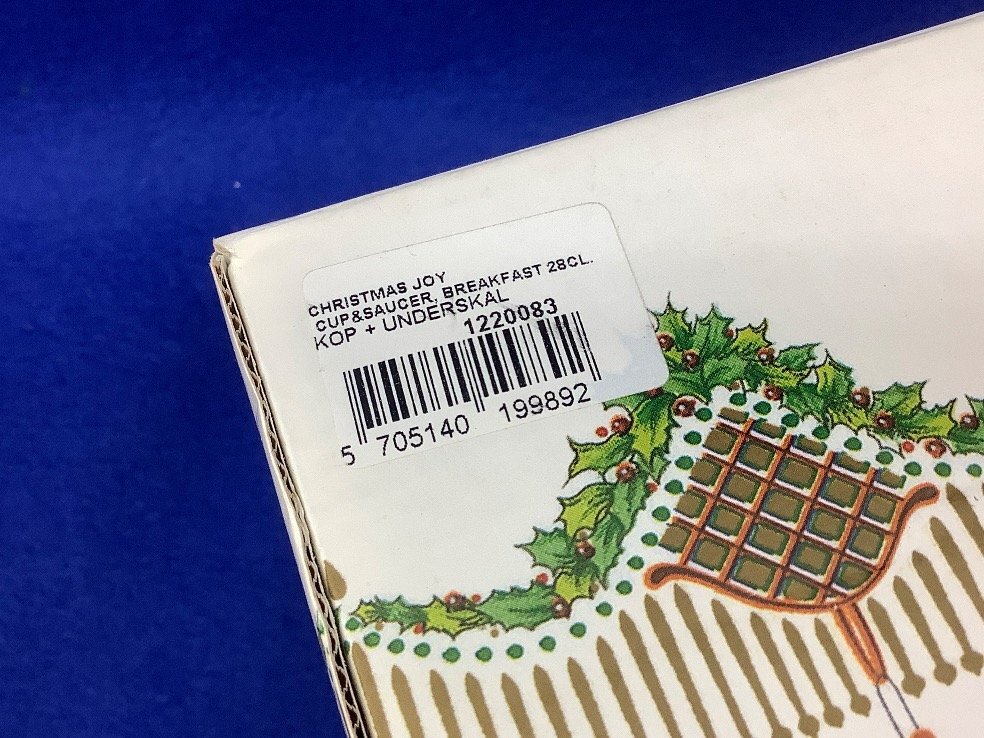 CHRISTMAS JOY
CUP&SAUCER, BREAKFAST 28CL.
KOP + UNDERSKAL
1220083
5 705140 199892